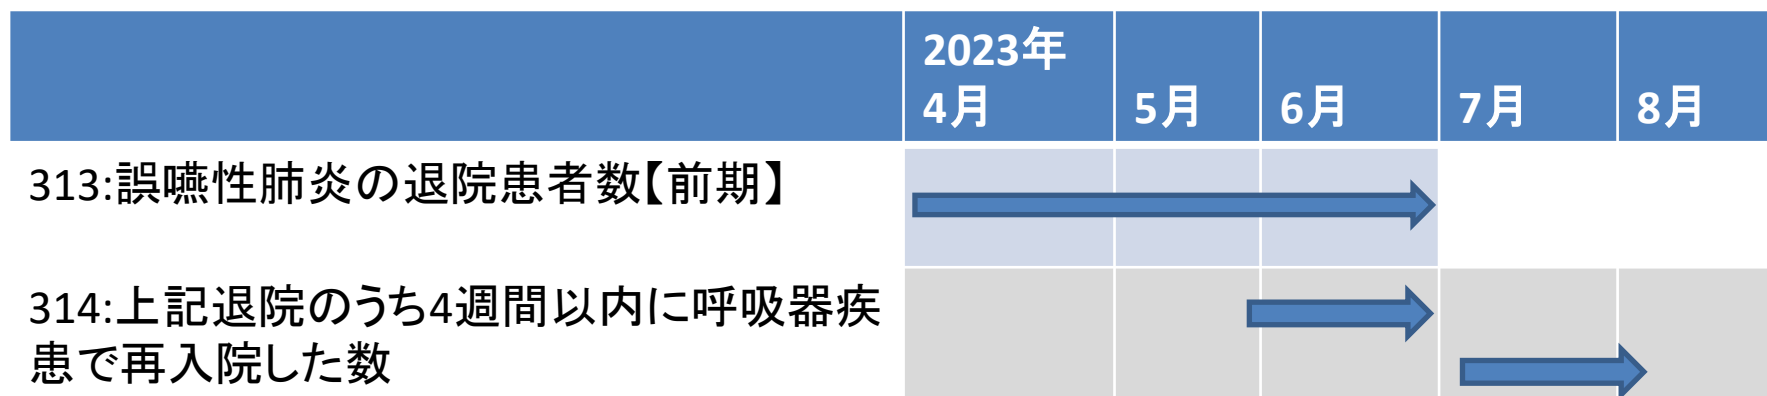 2023年
4月 5月 6月 7月 8月
313:誤嚥性肺炎の退院患者数【前期】
314:上記退院のうち4週間以内に呼吸器疾
患で再入院した数